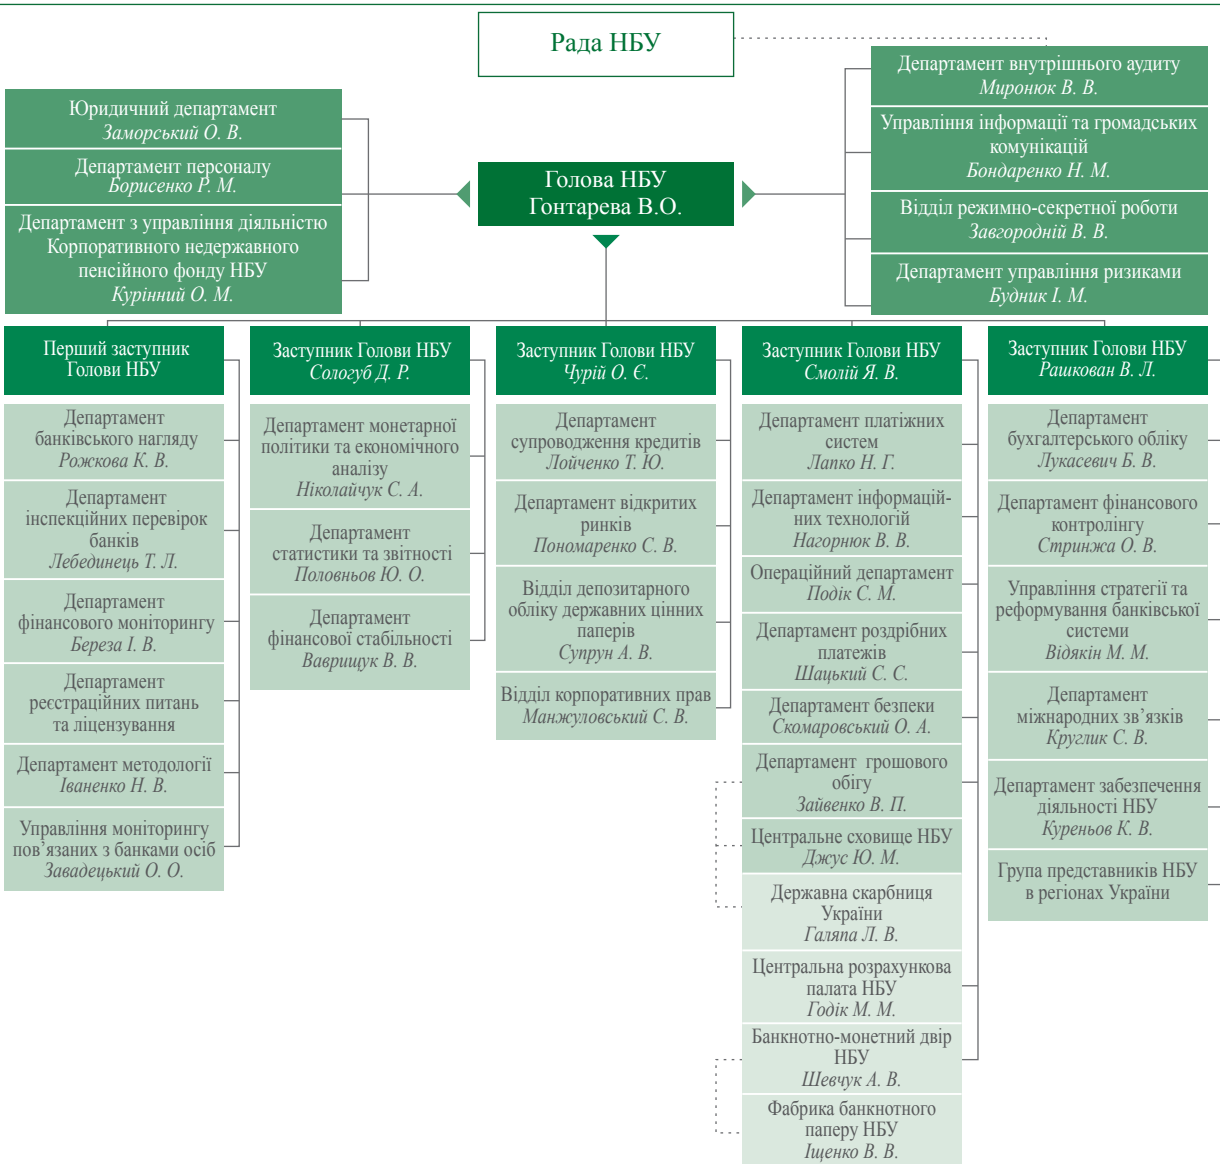 Рада НБУ
Юридичний департамент
Заморський О. В.
Департамент персоналу
Борисенко Р. М.
Департамент з управління діяльністю
Корпоративного недержавного
пенсійного фонду НБУ
Курінний О. М.
Голова НБУ
Гонтарева В.О.
Департамент внутрішнього аудиту
Миронюк В. В.
Управління інформації та громадських
комунікацій
Бондаренко Н. М.
Відділ режимно-секретної роботи
Завгородній В. В.
Департамент управління ризиками
Будник І. М.
Перший заступник
Голови НБУ
Департамент
банківського нагляду
Рожкова К. В.
Департамент
інспекційних перевірок
банків
Лебединець Т. Л.
Департамент
фінансового моніторингу
Береза І. В.
Департамент
реєстраційних питань
та ліцензування
Департамент методології
Іваненко Н. В.
Управління моніторингу
пов’язаних з банками осіб
Завадецький О. О.
Заступник Голови НБУ
Сологуб Д. Р.
Департамент монетарної
політики та економічного
аналізу
Ніколайчук С. А.
Департамент
статистики та звітності
Половньов Ю. О.
Департамент
фінансової стабільності
Ваврищук В. В.
Заступник Голови НБУ
Чурій О. Є.
Департамент
супроводження кредитів
Лойченко Т. Ю.
Департамент відкритих
ринків
Пономаренко С. В.
Відділ депозитарного
обліку державних цінних
паперів
Супрун А. В.
Відділ корпоративних прав
Манжуловський С. В.
Заступник Голови НБУ
Смолій Я. В.
Департамент платіжних
систем
Лапко Н. Г.
Департамент інформацій-
них технологій
Нагорнюк В. В.
Операційний департамент
Подік С. М.
Департамент роздрібних
платежів
Шацький С. С.
Департамент безпеки
Скомаровський О. А.
Департамент грошового
обігу
Зайвенко В. П.
Центральне сховище НБУ
Джус Ю. М.
Державна скарбниця
України
Галяпа Л. В.
Центральна розрахункова
палата НБУ
Годік М. М.
Банкнотно-монетний двір
НБУ
Шевчук А. В.
Фабрика банкнотного
паперу НБУ
Іщенко В. В.
Заступник Голови НБУ
Рашкован В. Л.
Департамент
бухгалтерського обліку
Лукасевич Б. В.
Департамент фінансового
контролінгу
Стринжа О. В.
Управління стратегії та
реформування банківської
системи
Відякін М. М.
Департамент
міжнародних зв’язків
Круглик С. В.
Департамент забезпечення
діяльності НБУ
Куреньов К. В.
Група представників НБУ
в регіонах України